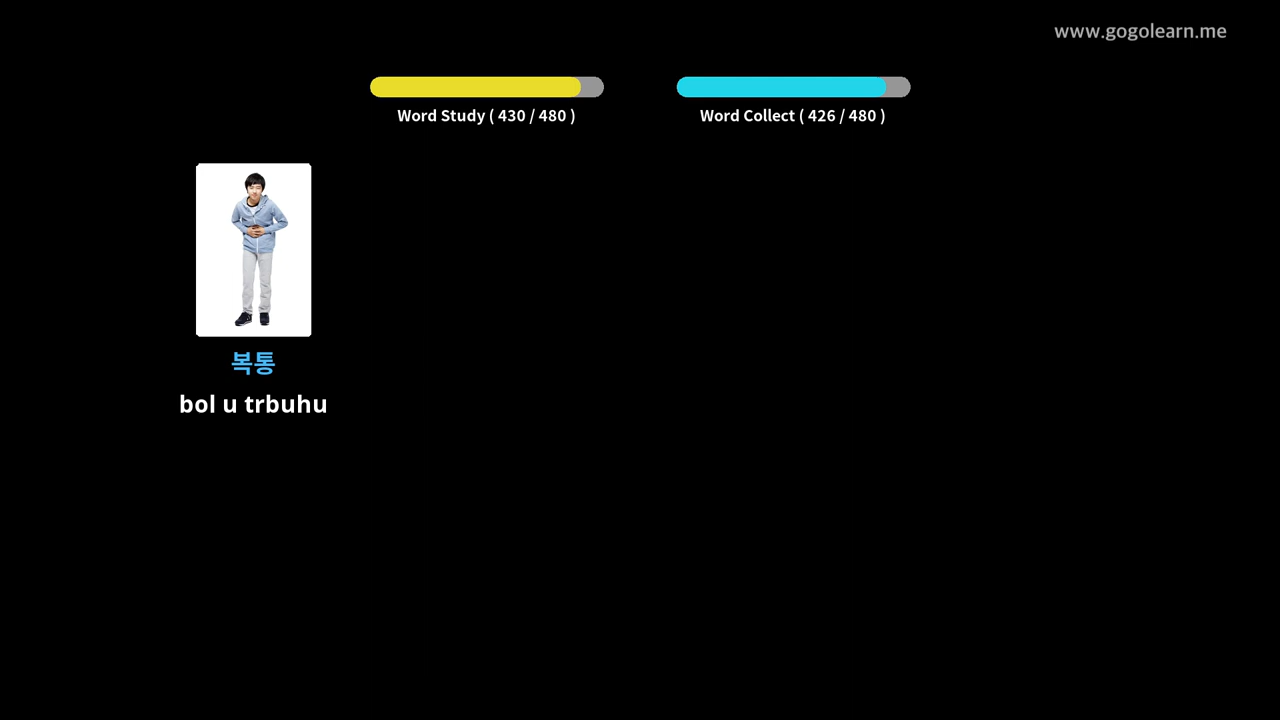 www.gogolearn.me
Word Study ( 430 / 480 )
Word Collect ( 426 / 480 )
복통
bol u trbuhu